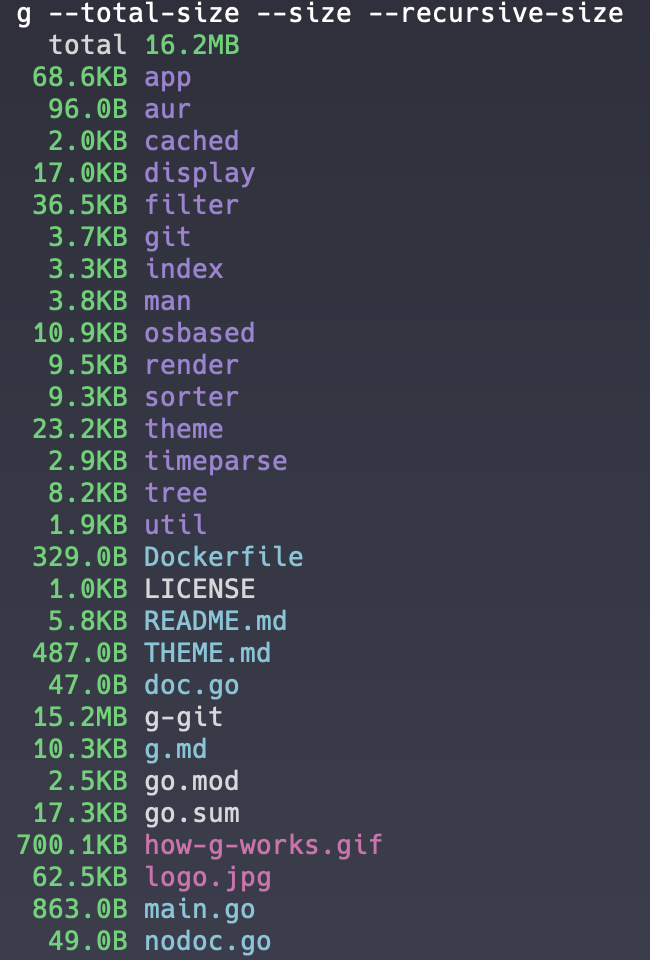 g --total-size --size --recursive-size
total 16.2MB
68.6KB app
96.0B aur
2.0KB cached
17.0KB display
36.5KB filter
3.7KB git
3.3KB index
3.8KB man
10.9KB osbased
9.5KB render
9.3KB sorter
23.2KB theme
2.9KB timeparse
8.2KB tree
1.9KB util
329.0B Dockerfile
1.0KB LICENSE
5.8KB README.md
487.0B THEME.md
47.0B doc.go
15.2MB g-git
10.3KB g.md
2.5KB go.mod
17.3KB go.sum
700.1KB how-g-works.gif
62.5KB logo.jpg
863.0B main.go
49.0B nodoc.go